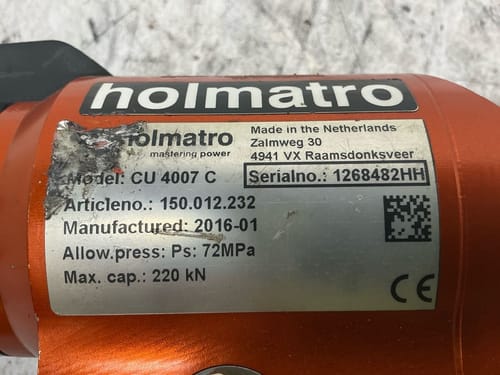 holmatro
holmatro
mastering power
Made in the Netherlands
Zalmweg 30
4941 VX Raamsdonksveer
Model: CU 4007 C
Serialno.: 1268482HH
Articleno.: 150.012.232
Manufactured: 2016-01
Allow.press: Ps: 72MPa
Max. cap.: 220 kN
CE